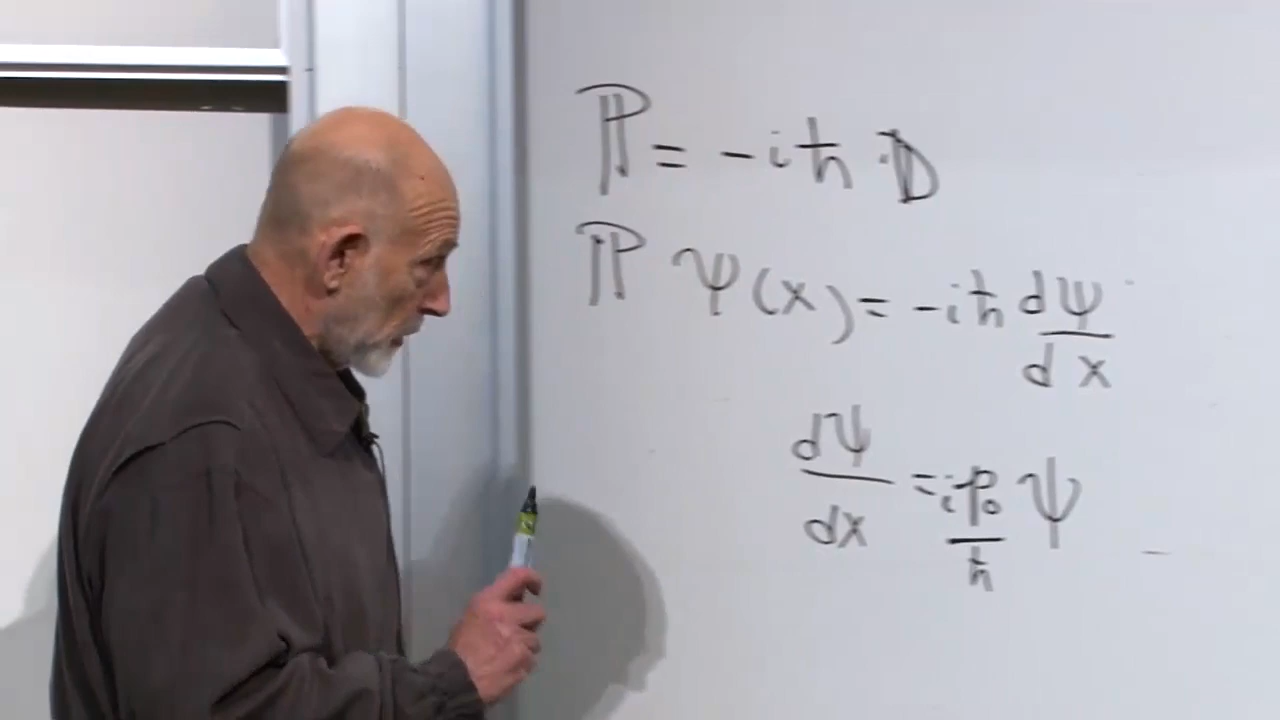 ℙ = -iħ 𝔻
ℙ ψ(x) = -iħ dψ/dx
dψ/dx = ip₀/ħ ψ